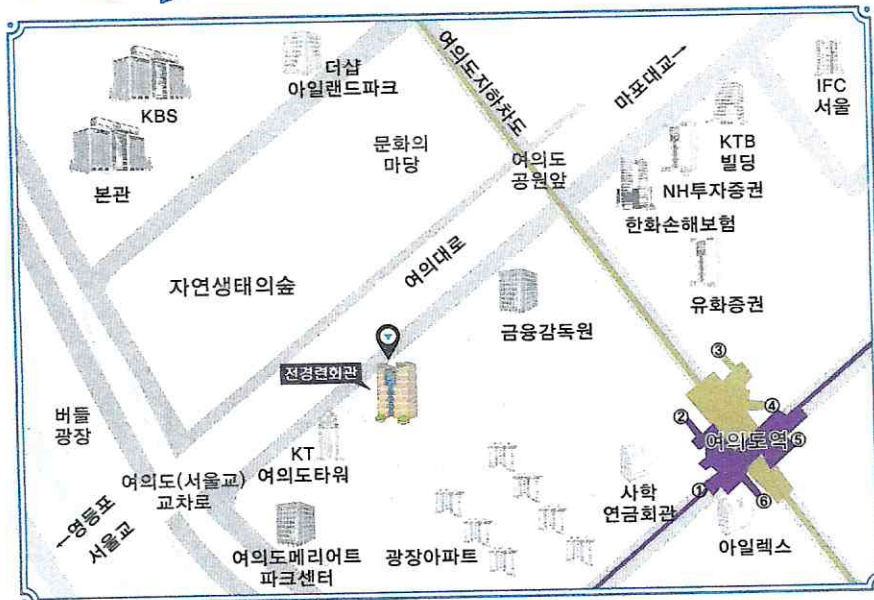 더샵
아일랜드파크
KBS
본관
문화의
마당
여의도지하차도
마포대교→
여의도
공원앞
IFC
서울
KTB
빌딩
NH투자증권
한화손해보험
유화증권
자연생태의숲
여의대로
금융감독원
전경련회관
버들
광장
KT
여의도타워
여의도(서울교)
교차로
←영등포
서울교
여의도메리어트
파크센터
광장아파트
사학
연금회관
③
④
②
여의도역
⑤
①
⑥
아일렉스